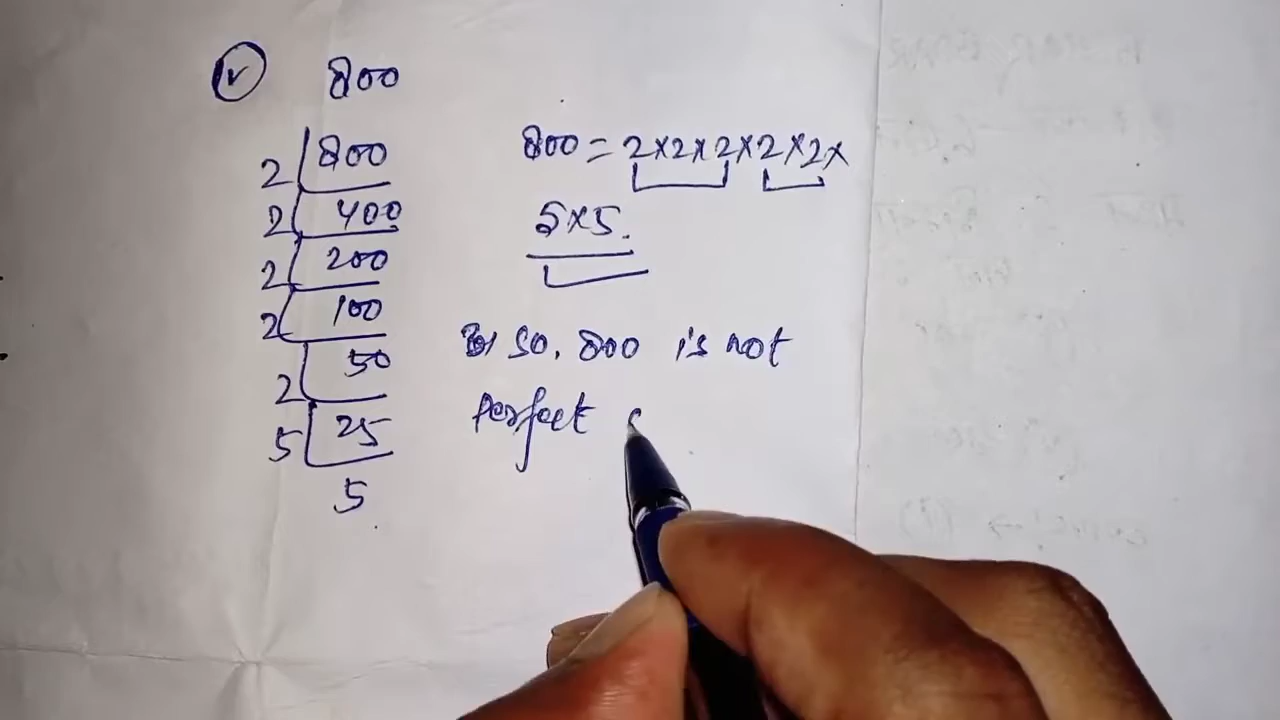 (v) 800
2 | 800
2 | 400
2 | 200
2 | 100
2 | 50
5 | 25
5
800 = 2×2×2×2×2×
5×5.
so, 800 is not
Perfect c